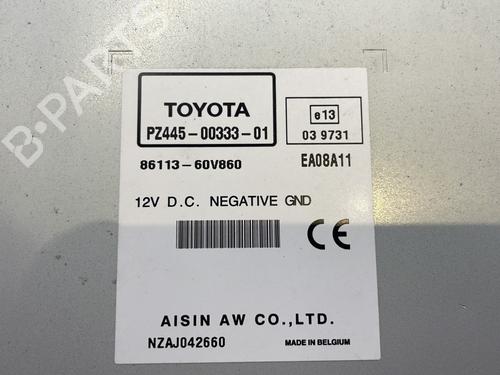 TOYOTA
PZ445-00333-01
e13
03 9731
86113-60V860
EA08A11
12V D.C. NEGATIVE GND
CE
AISIN AW CO.,LTD.
NZAJ042660
MADE IN BELGIUM
B-PARTS